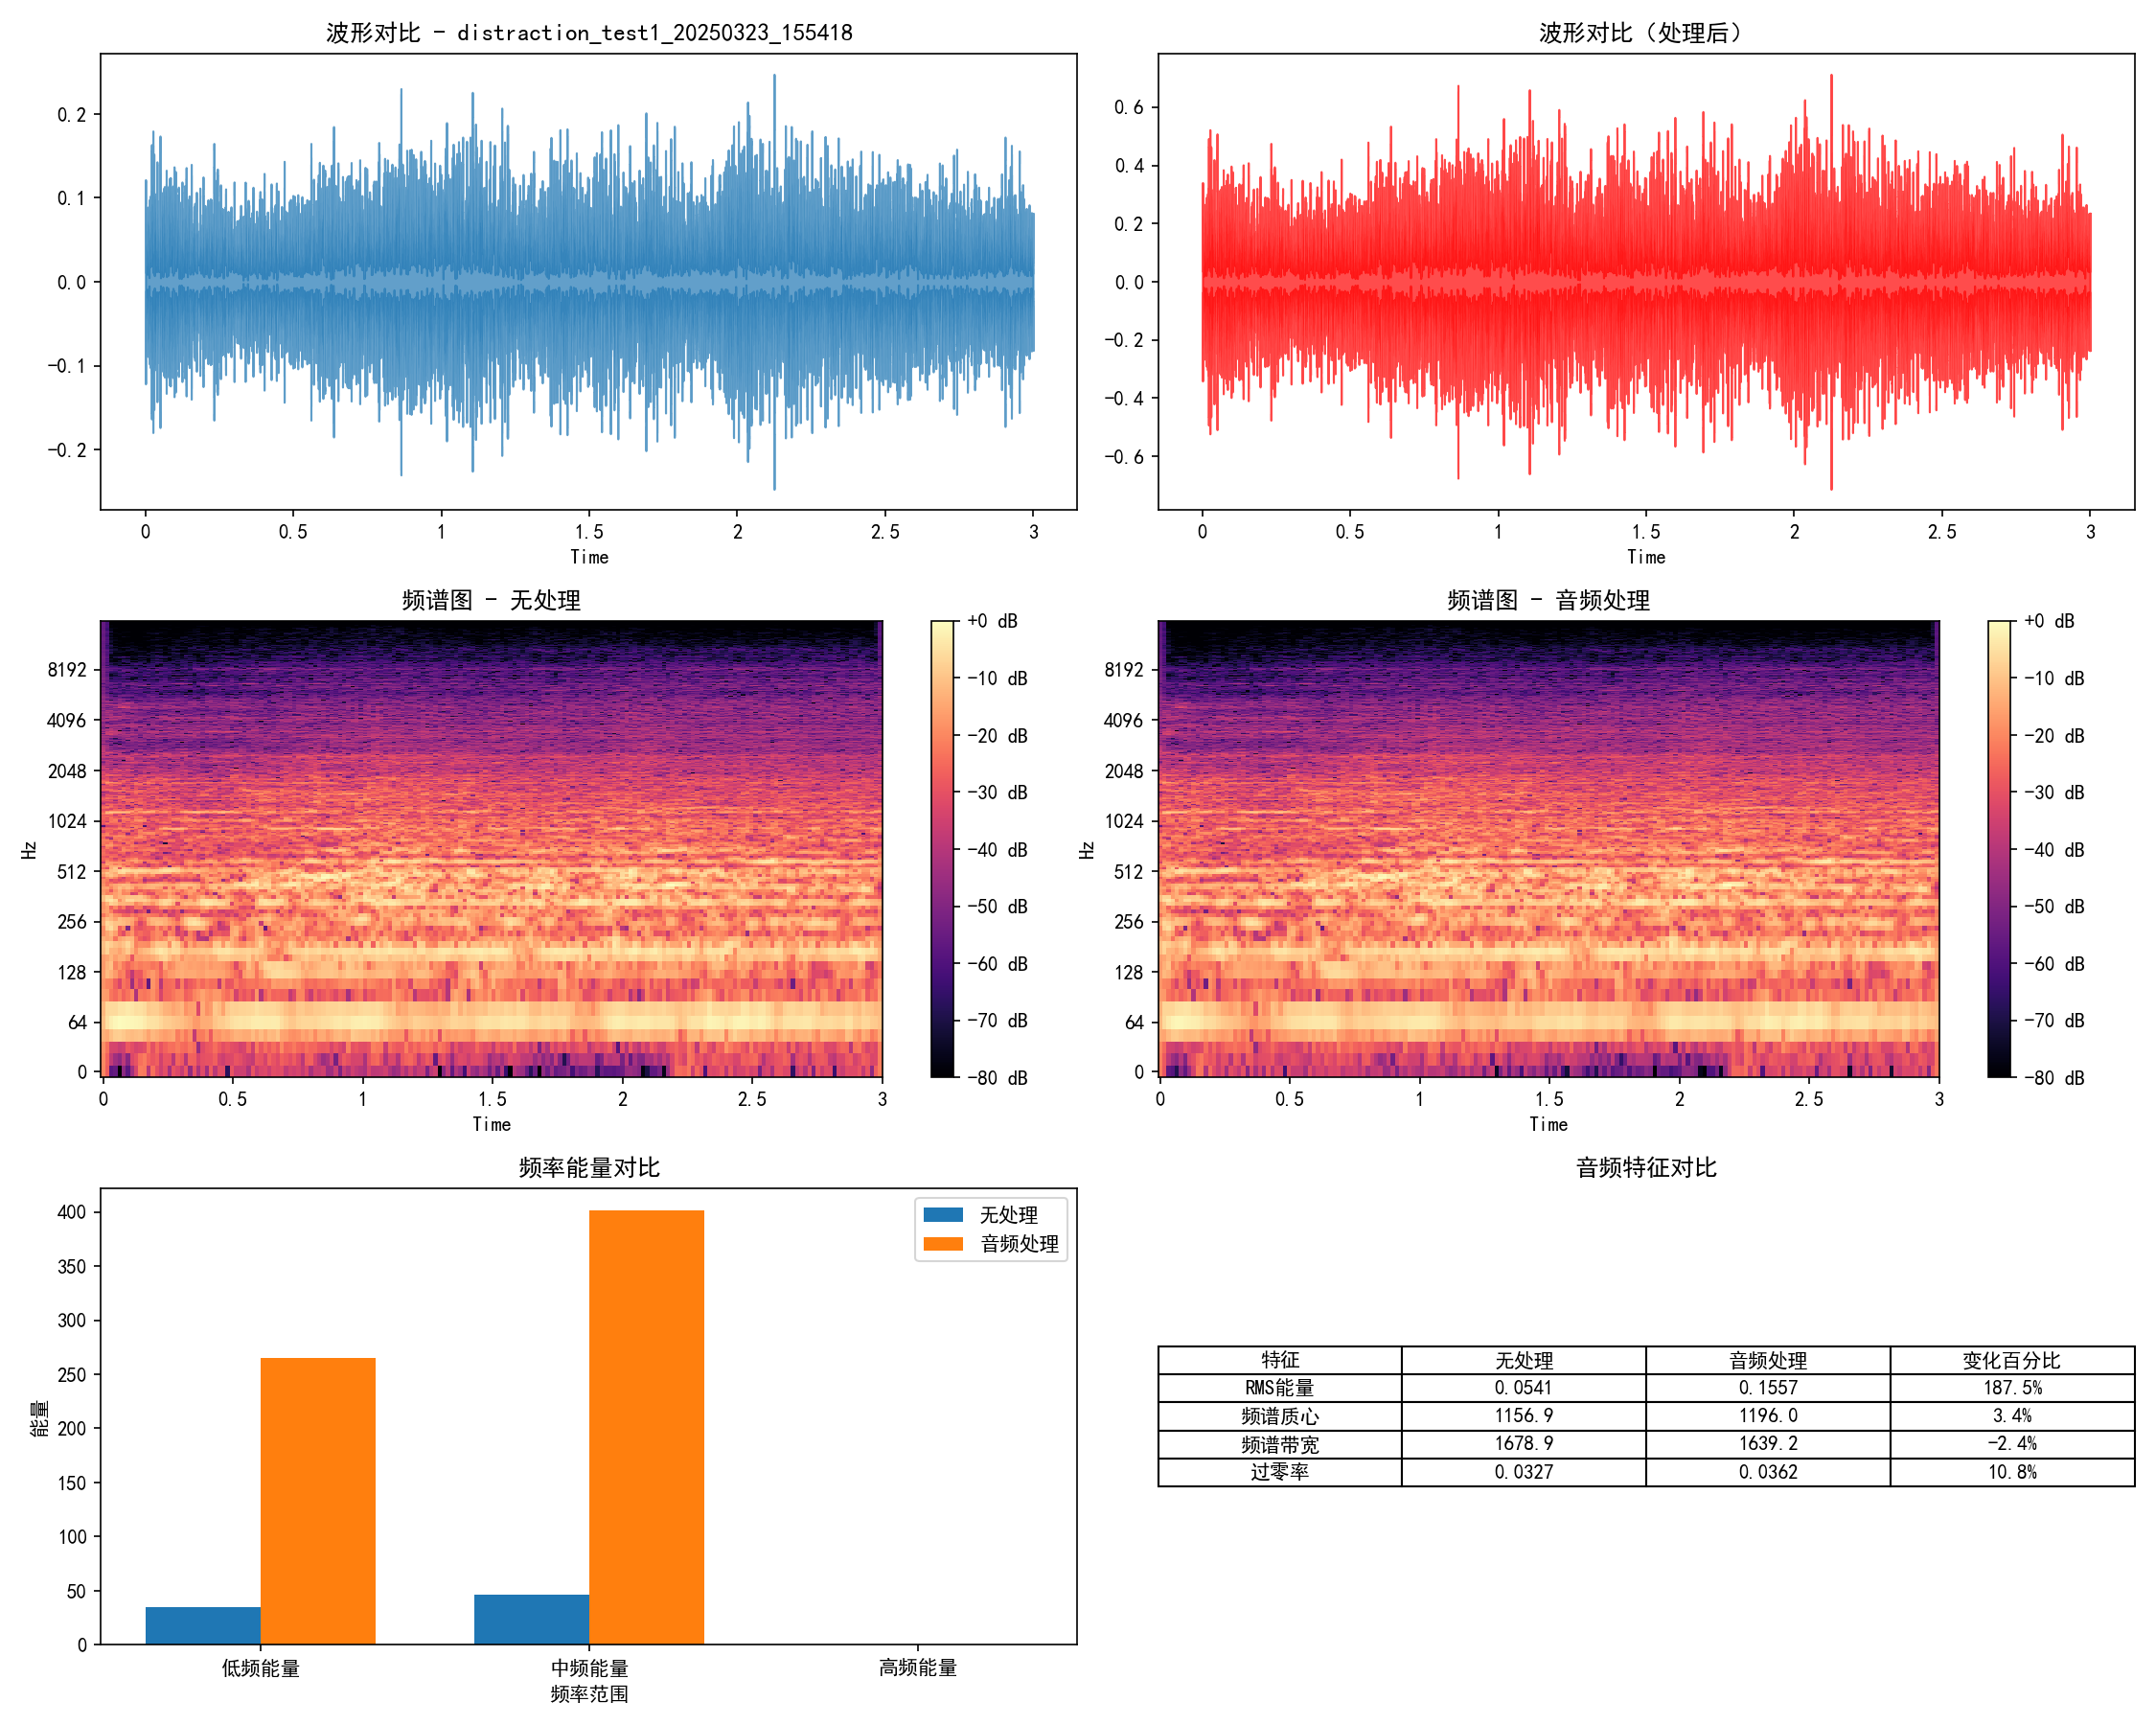 波形对比 - distraction_test1_20250323_155418
0.2
0.1
0.0
-0.1
-0.2
0 0.5 1 1.5 2 2.5 3
Time
波形对比（处理后）
0.6
0.4
0.2
0.0
-0.2
-0.4
-0.6
0 0.5 1 1.5 2 2.5 3
Time
频谱图 - 无处理
Hz
8192
4096
2048
1024
512
256
128
64
0
0 0.5 1 1.5 2 2.5 3
Time
+0 dB
-10 dB
-20 dB
-30 dB
-40 dB
-50 dB
-60 dB
-70 dB
-80 dB
频谱图 - 音频处理
Hz
8192
4096
2048
1024
512
256
128
64
0
0 0.5 1 1.5 2 2.5 3
Time
+0 dB
-10 dB
-20 dB
-30 dB
-40 dB
-50 dB
-60 dB
-70 dB
-80 dB
频率能量对比
能量
400
350
300
250
200
150
100
50
0
无处理
音频处理
低频能量 中频能量 高频能量
频率范围
音频特征对比
特征 无处理 音频处理 变化百分比
RMS能量 0.0541 0.1557 187.5%
频谱质心 1156.9 1196.0 3.4%
频谱带宽 1678.9 1639.2 -2.4%
过零率 0.0327 0.0362 10.8%